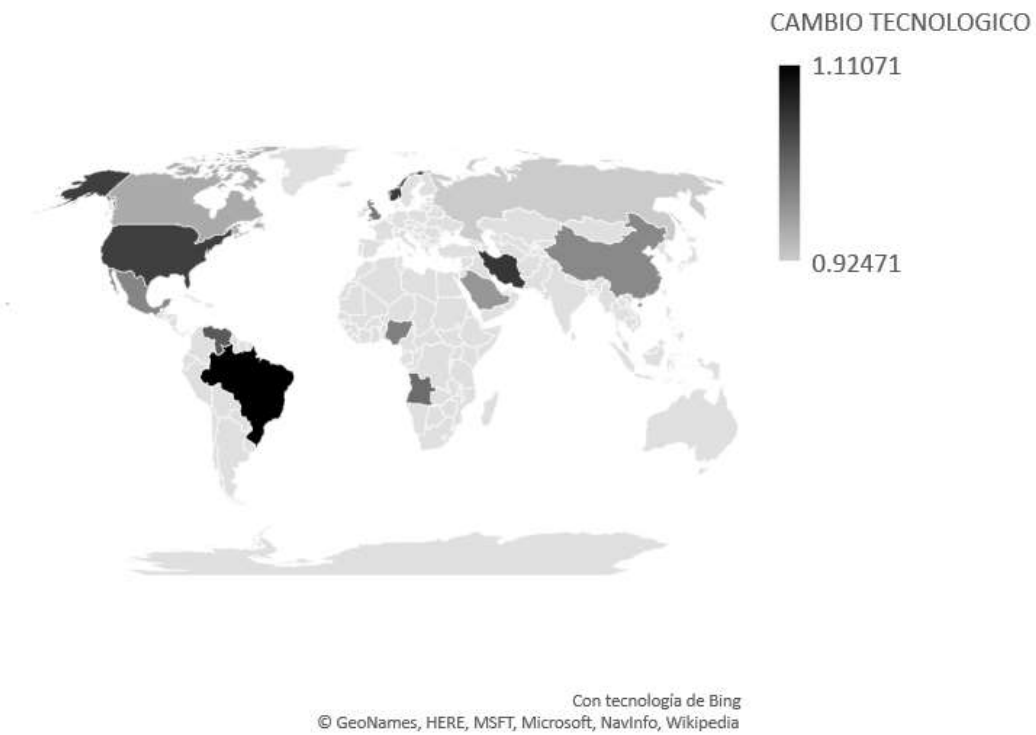 CAMBIO TECNOLOGICO
1.11071
0.92471
Con tecnología de Bing
© GeoNames, HERE, MSFT, Microsoft, NavInfo, Wikipedia